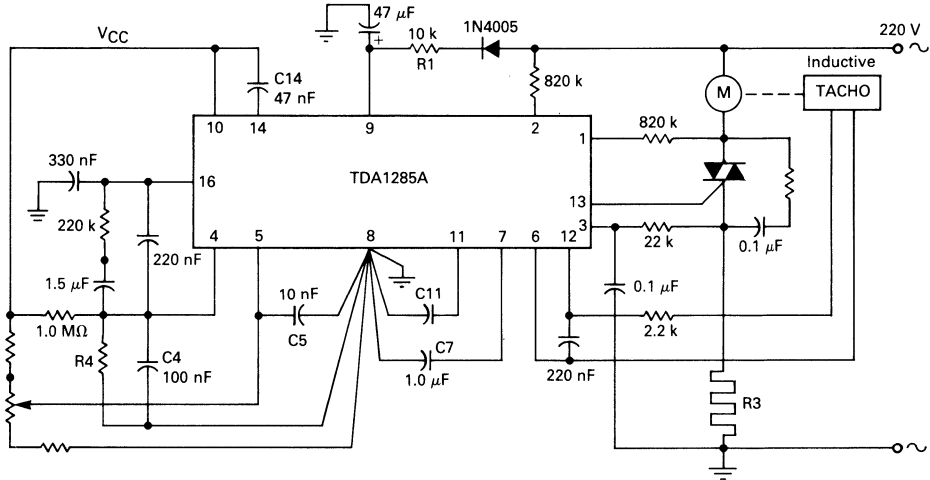 47 µF
+
10 k
R1
1N4005
220 V
VCC
C14
47 nF
820 k
Inductive
TACHO
M
10
14
9
2
1
820 k
330 nF
16
TDA1285A
13
220 k
220 nF
4
5
8
11
7
6
12
3
22 k
0.1 µF
1.5 µF
10 nF
C5
C11
0.1 µF
1.0 MΩ
2.2 k
R4
C4
100 nF
C7
1.0 µF
220 nF
R3